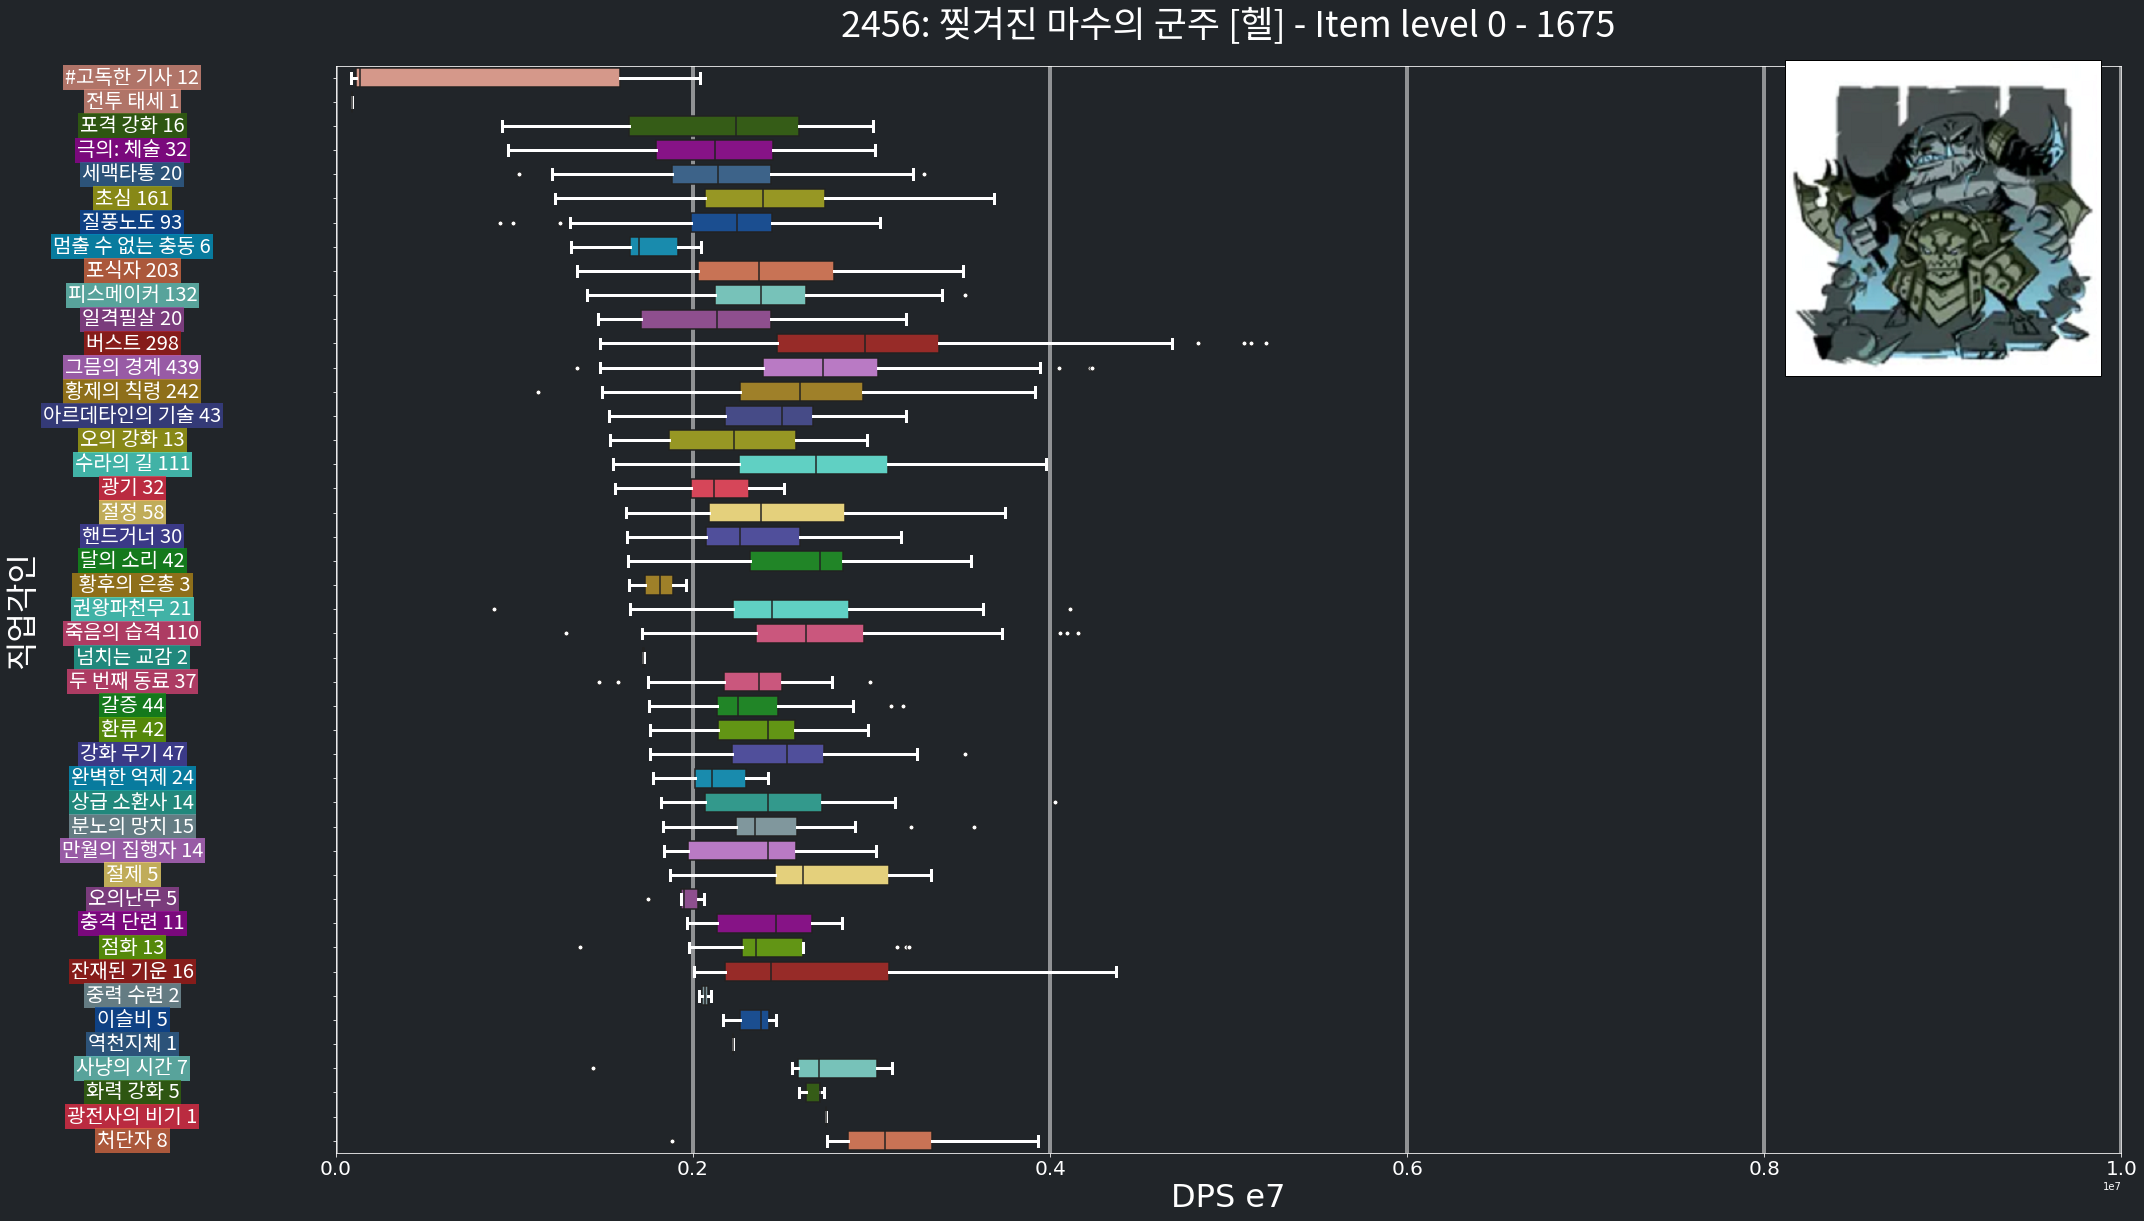 2456: 찢겨진 마수의 군주 [헬] - Item level 0 - 1675
직업각인
#고독한 기사 12
전투 태세 1
포격 강화 16
극의: 체술 32
세맥타통 20
초심 161
질풍노도 93
멈출 수 없는 충동 6
포식자 203
피스메이커 132
일격필살 20
버스트 298
그믐의 경계 439
황제의 칙령 242
아르데타인의 기술 43
오의 강화 13
수라의 길 111
광기 32
절정 58
핸드거너 30
달의 소리 42
황후의 은총 3
권왕파천무 21
죽음의 습격 110
넘치는 교감 2
두 번째 동료 37
갈증 44
환류 42
강화 무기 47
완벽한 억제 24
상급 소환사 14
분노의 망치 15
만월의 집행자 14
절제 5
오의난무 5
충격 단련 11
점화 13
잔재된 기운 16
중력 수련 2
이슬비 5
역천지체 1
사냥의 시간 7
화력 강화 5
광전사의 비기 1
처단자 8
0.0 0.2 0.4 0.6 0.8 1.0
1e7
DPS e7